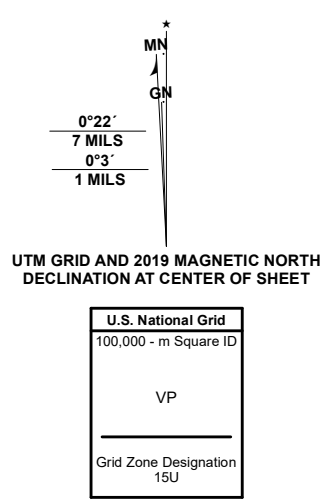 MN
GN
0°22´
7 MILS
0°3´
1 MILS
UTM GRID AND 2019 MAGNETIC NORTH
DECLINATION AT CENTER OF SHEET
U.S. National Grid
100,000 - m Square ID
VP
Grid Zone Designation
15U